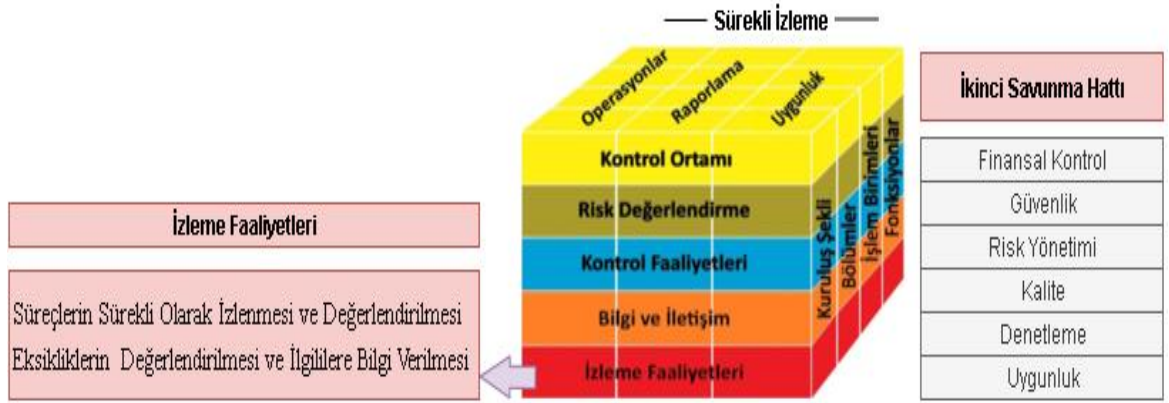 Sürekli İzleme
Operasyonlar
Raporlama
Uygunluk
Kontrol Ortamı
Risk Değerlendirme
Kontrol Faaliyetleri
Bilgi ve İletişim
İzleme Faaliyetleri
Kuruluş Şekli
Bölümler
İşlem Birimleri
Fonksiyonlar
İzleme Faaliyetleri
Süreçlerin Sürekli Olarak İzlenmesi ve Değerlendirilmesi
Eksikliklerin Değerlendirilmesi ve İlgililere Bilgi Verilmesi
İkinci Savunma Hattı
Finansal Kontrol
Güvenlik
Risk Yönetimi
Kalite
Denetleme
Uygunluk